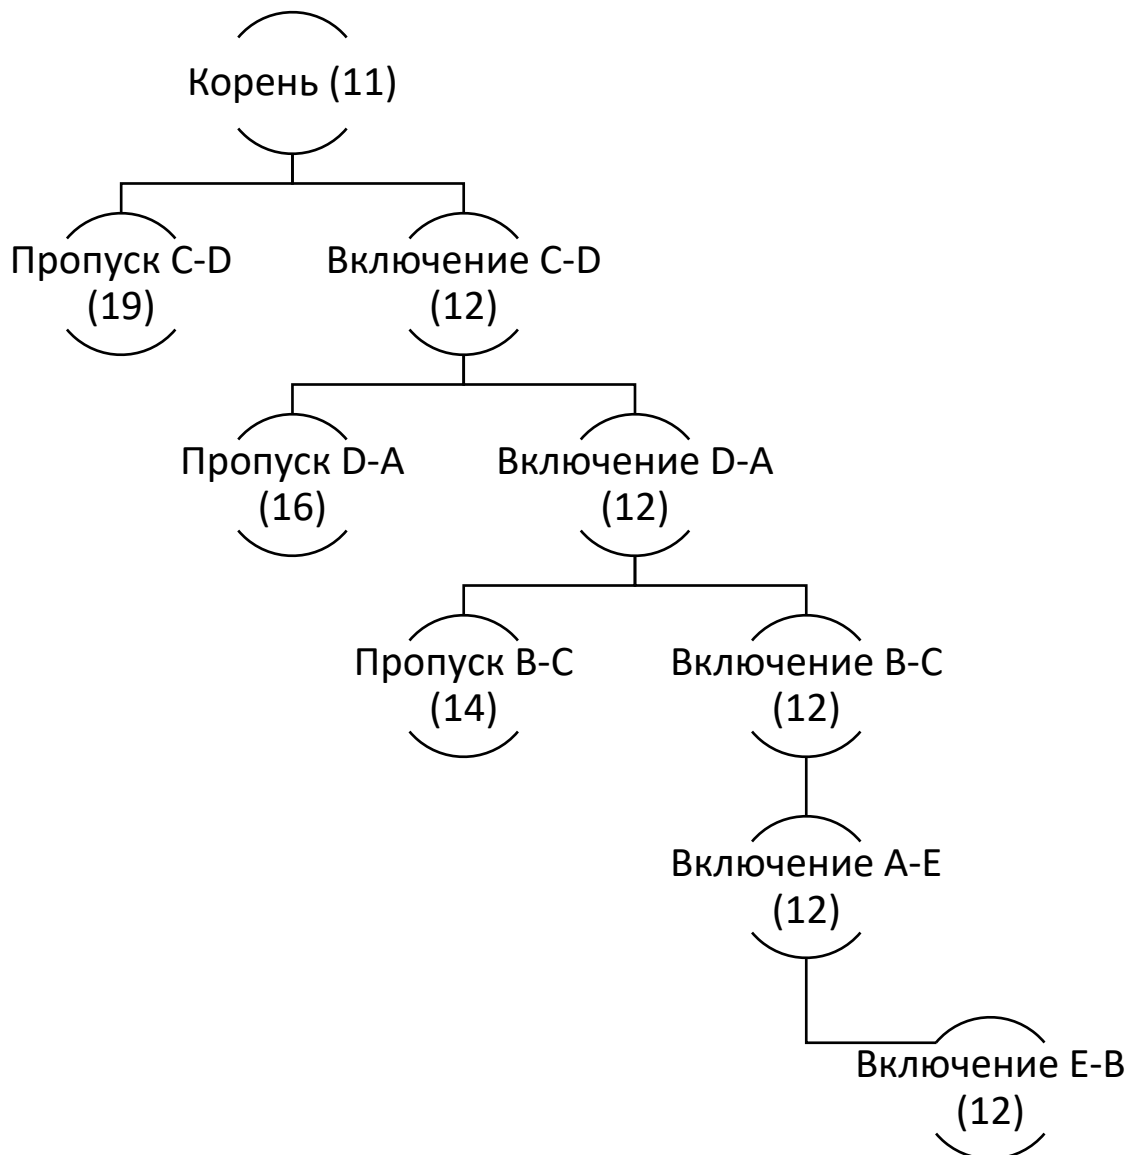 Корень (11)
Пропуск C-D
(19)
Включение C-D
(12)
Пропуск D-A
(16)
Включение D-A
(12)
Пропуск B-C
(14)
Включение B-C
(12)
Включение A-E
(12)
Включение E-B
(12)